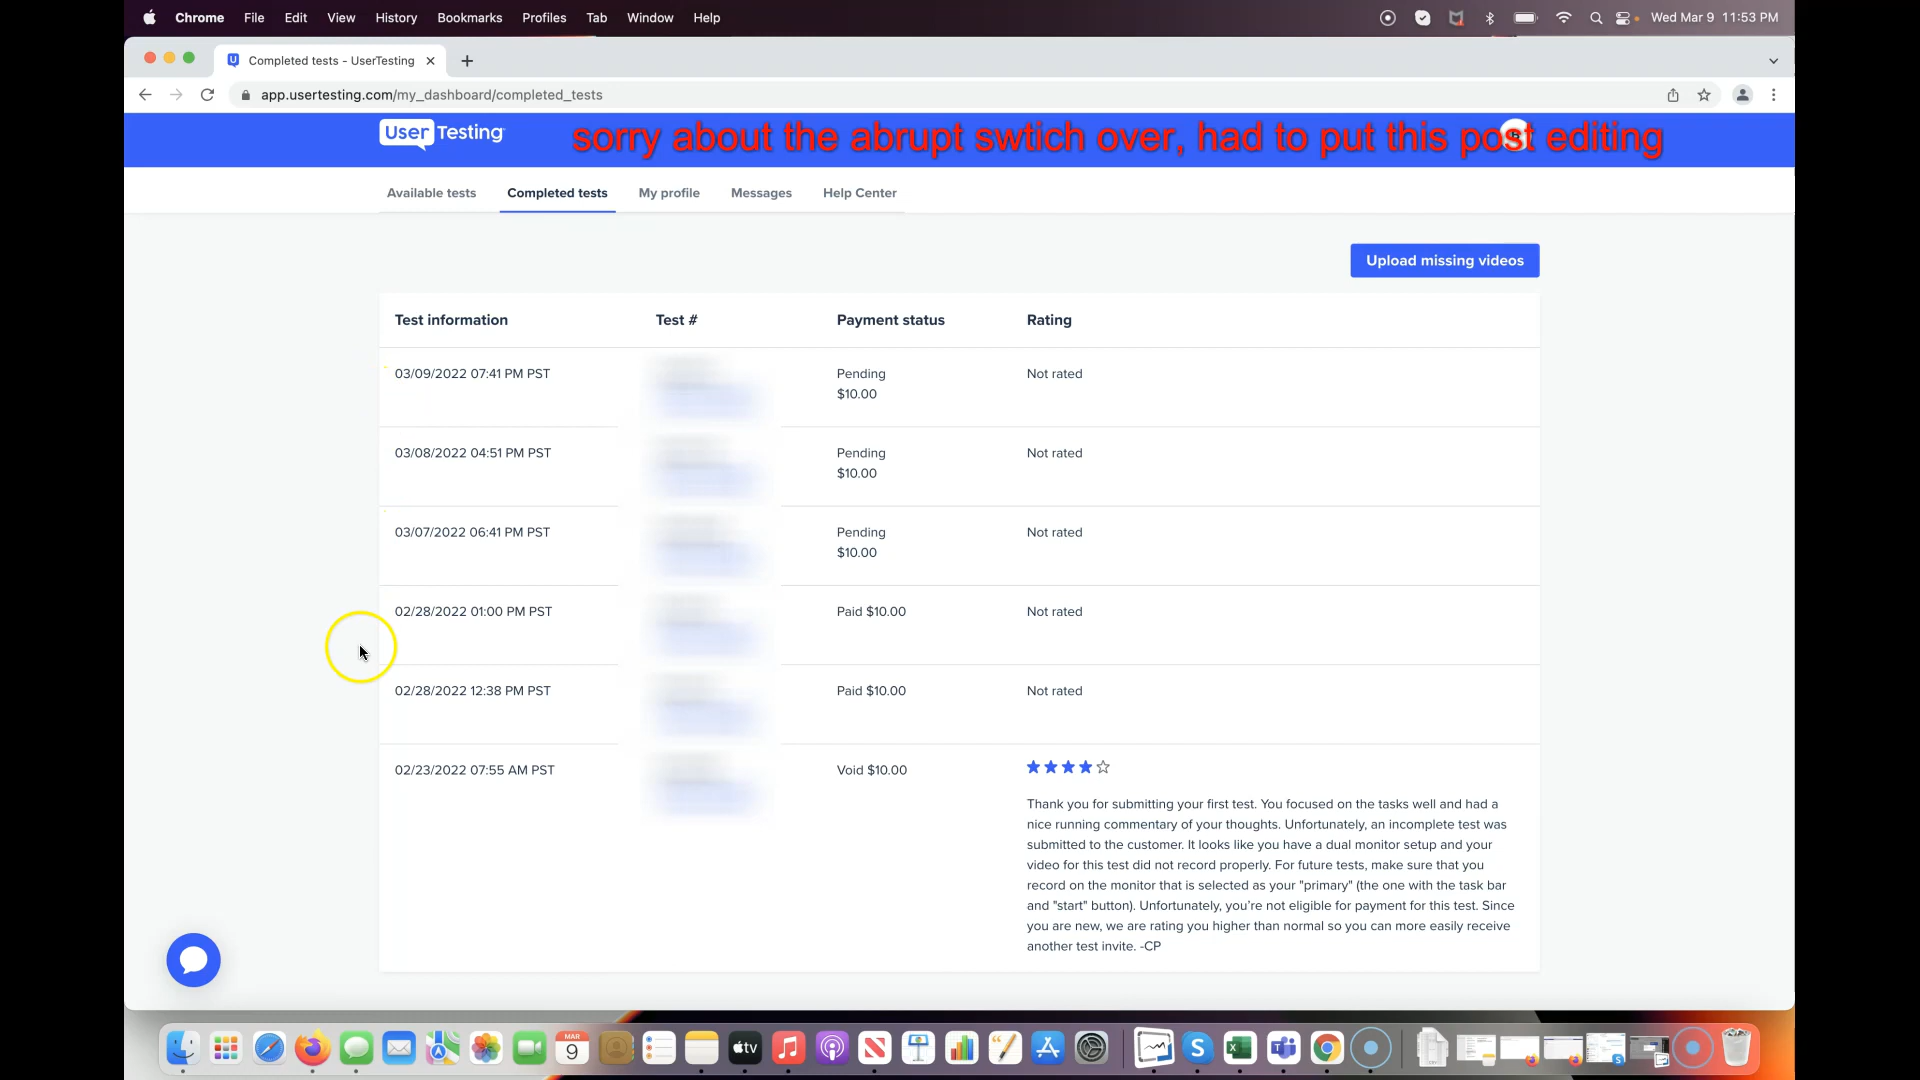 Chrome File Edit View History Bookmarks Profiles Tab Window Help Wed Mar 9 11:53 PM
Completed tests - UserTesting
app.usertesting.com/my_dashboard/completed_tests
User Testing
sorry about the abrupt swtich over, had to put this post editing
Available tests Completed tests My profile Messages Help Center
Upload missing videos
Test information Test # Payment status Rating
03/09/2022 07:41 PM PST Pending Not rated
$10.00
03/08/2022 04:51 PM PST Pending Not rated
$10.00
03/07/2022 06:41 PM PST Pending Not rated
$10.00
02/28/2022 01:00 PM PST Paid $10.00 Not rated
02/28/2022 12:38 PM PST Paid $10.00 Not rated
02/23/2022 07:55 AM PST Void $10.00
Thank you for submitting your first test. You focused on the tasks well and had a
nice running commentary of your thoughts. Unfortunately, an incomplete test was
submitted to the customer. It looks like you have a dual monitor setup and your
video for this test did not record properly. For future tests, make sure that you
record on the monitor that is selected as your "primary" (the one with the task bar
and "start" button). Unfortunately, you're not eligible for payment for this test. Since
you are new, we are rating you higher than normal so you can more easily receive
another test invite. -CP
MAR
9
tv